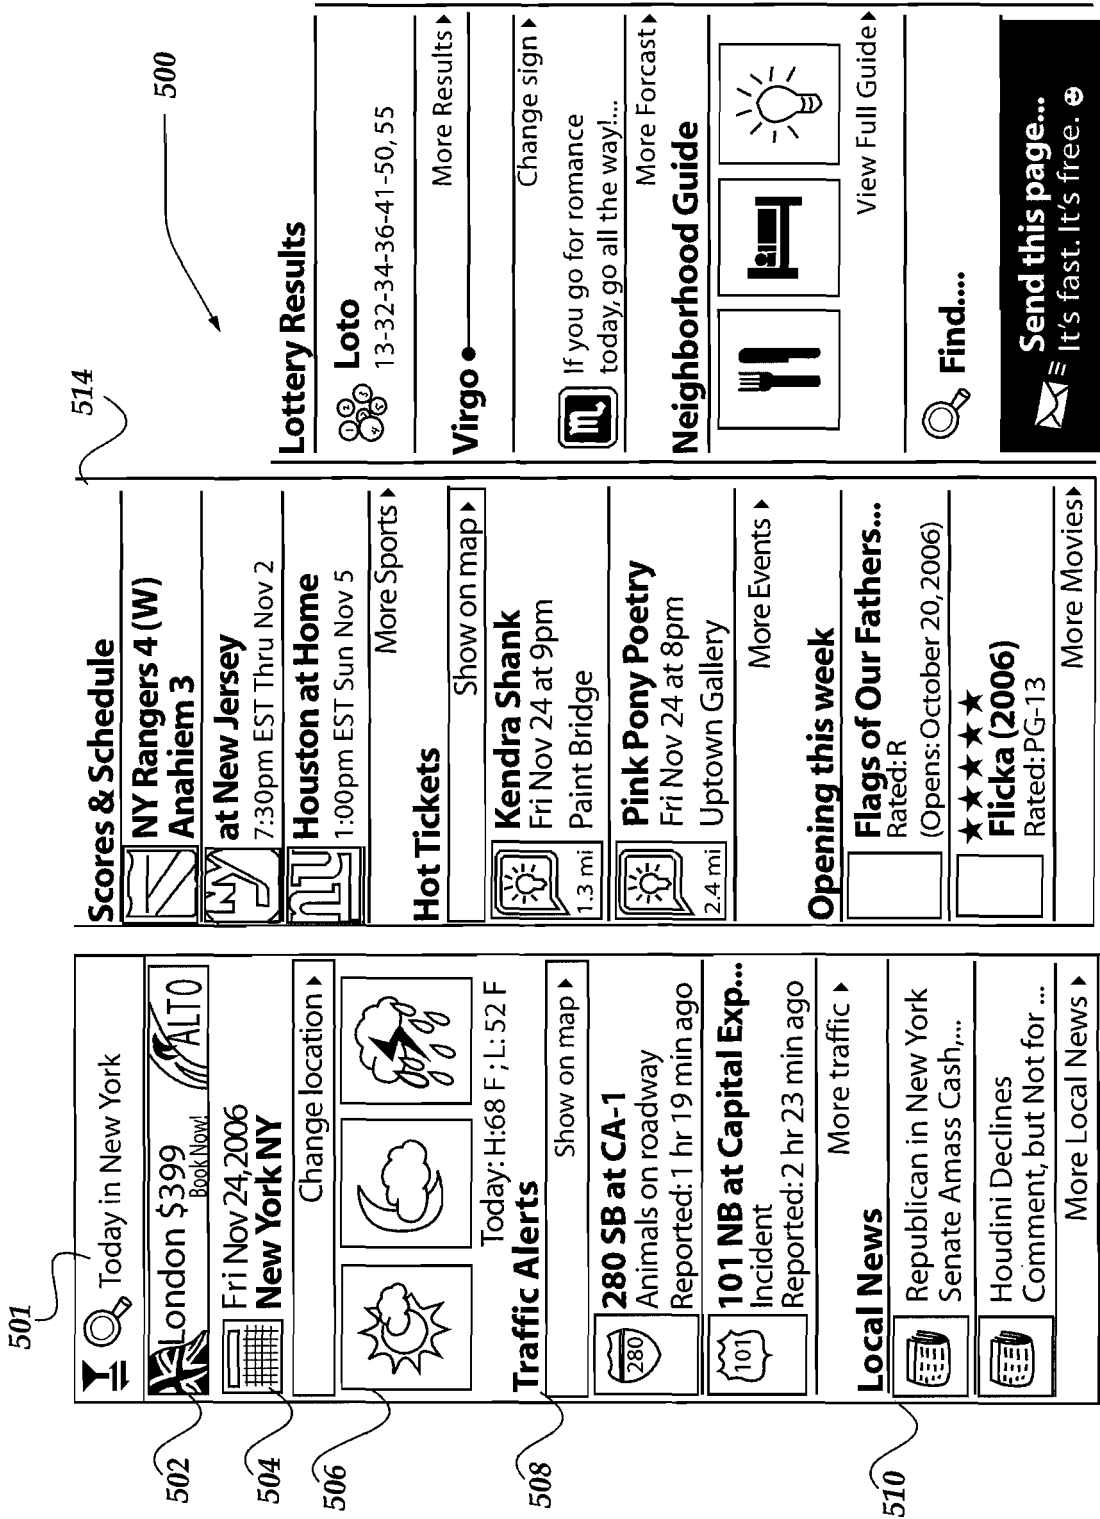 500
501
Today in New York
502
London $399
Book Now!
ALTO
504
Fri Nov 24,2006
New York NY
Change location
506
Today: H:68 F ; L: 52 F
508
Traffic Alerts
Show on map
280
280 SB at CA-1
Animals on roadway
Reported: 1 hr 19 min ago
101
101 NB at Capital Exp...
Incident
Reported: 2 hr 23 min ago
More traffic
510
Local News
Republican in New York
Senate Amass Cash,...
Houdini Declines
Comment, but Not for ...
More Local News
514
Scores & Schedule
NY Rangers 4 (W)
Anahiem 3
ny
at New Jersey
7:30pm EST Thru Nov 2
nu
Houston at Home
1:00pm EST Sun Nov 5
More Sports
Hot Tickets
Show on map
1.3 mi
Kendra Shank
Fri Nov 24 at 9pm
Paint Bridge
2.4 mi
Pink Pony Poetry
Fri Nov 24 at 8pm
Uptown Gallery
More Events
Opening this week
Flags of Our Fathers...
Rated: R
(Opens: October 20, 2006)
★★★★★
Flicka (2006)
Rated: PG-13
More Movies
Lottery Results
1 2 3 4 5
Loto
13-32-34-36-41-50, 55
More Results
Virgo
Change sign
If you go for romance
today, go all the way!....
More Forcast
Neighborhood Guide
View Full Guide
Find....
Send this page...
It's fast. It's free.